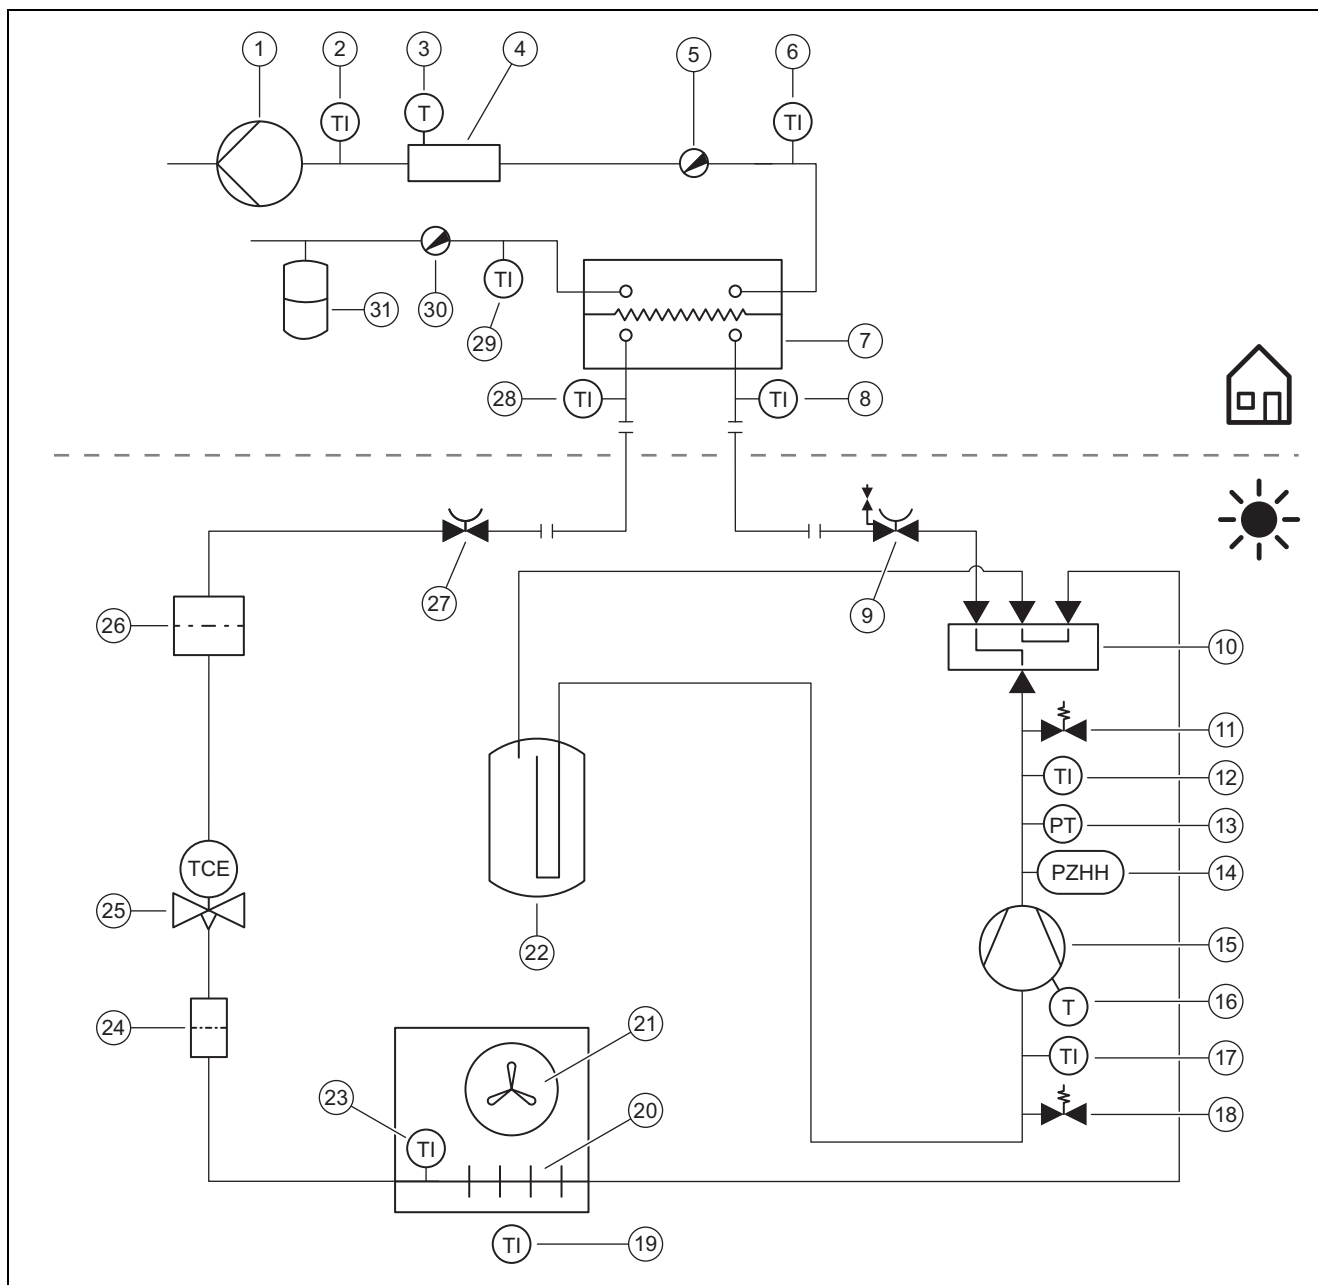 1 2 3 4 5 6
TI T TI
TI
31 30 29 7
28 TI TI 8
27 9
26 10
11
TI 12
PT 13
TCE PZHH 14
25 22 15
T 16
24 21 TI 17
23 20 18
TI
TI 19